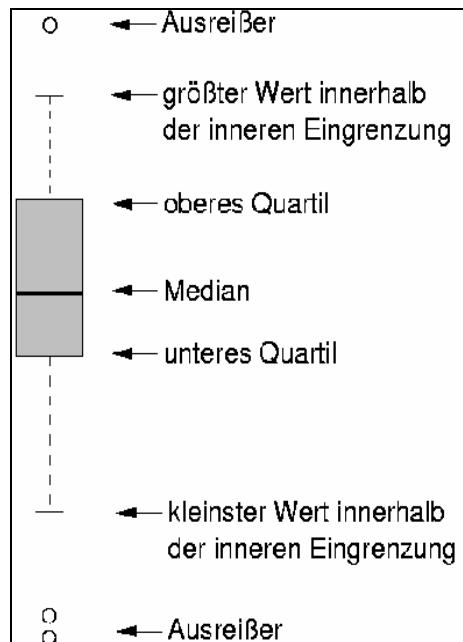 Ausreißer
größter Wert innerhalb
der inneren Eingrenzung
oberes Quartil
Median
unteres Quartil
kleinster Wert innerhalb
der inneren Eingrenzung
Ausreißer